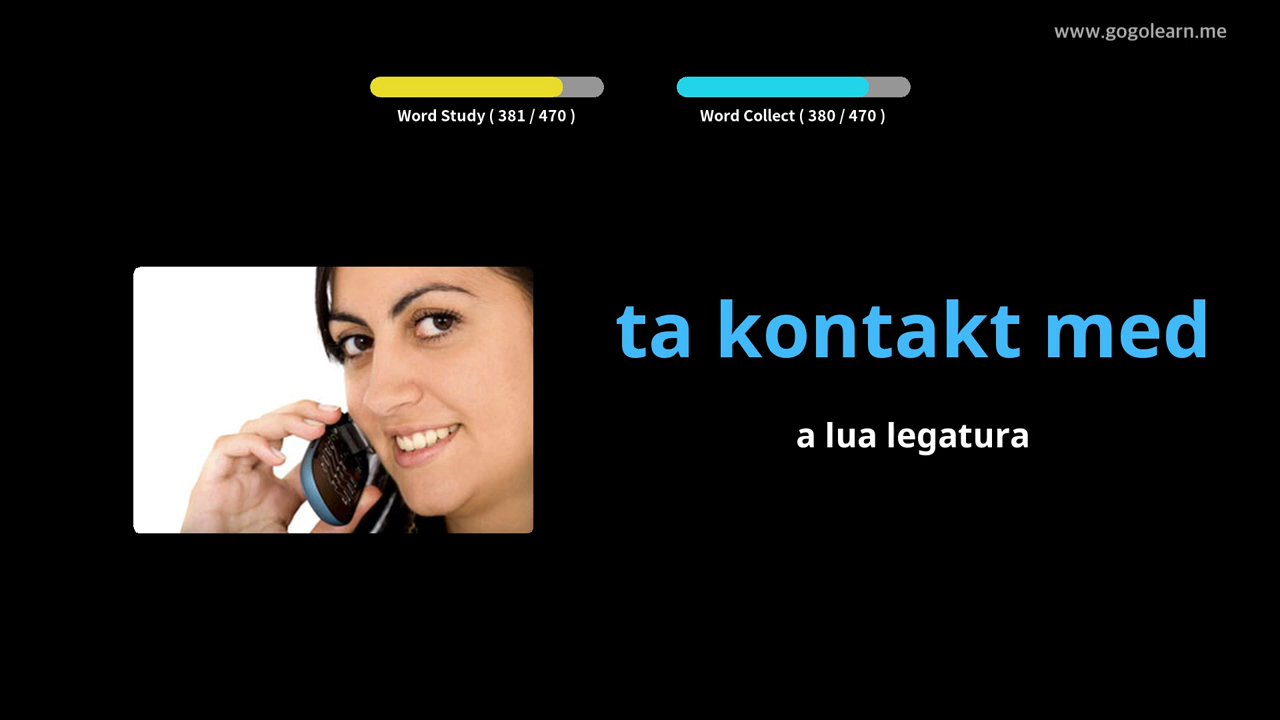 www.gogolearn.me
Word Study ( 381 / 470 )
Word Collect ( 380 / 470 )
ta kontakt med
a lua legatura